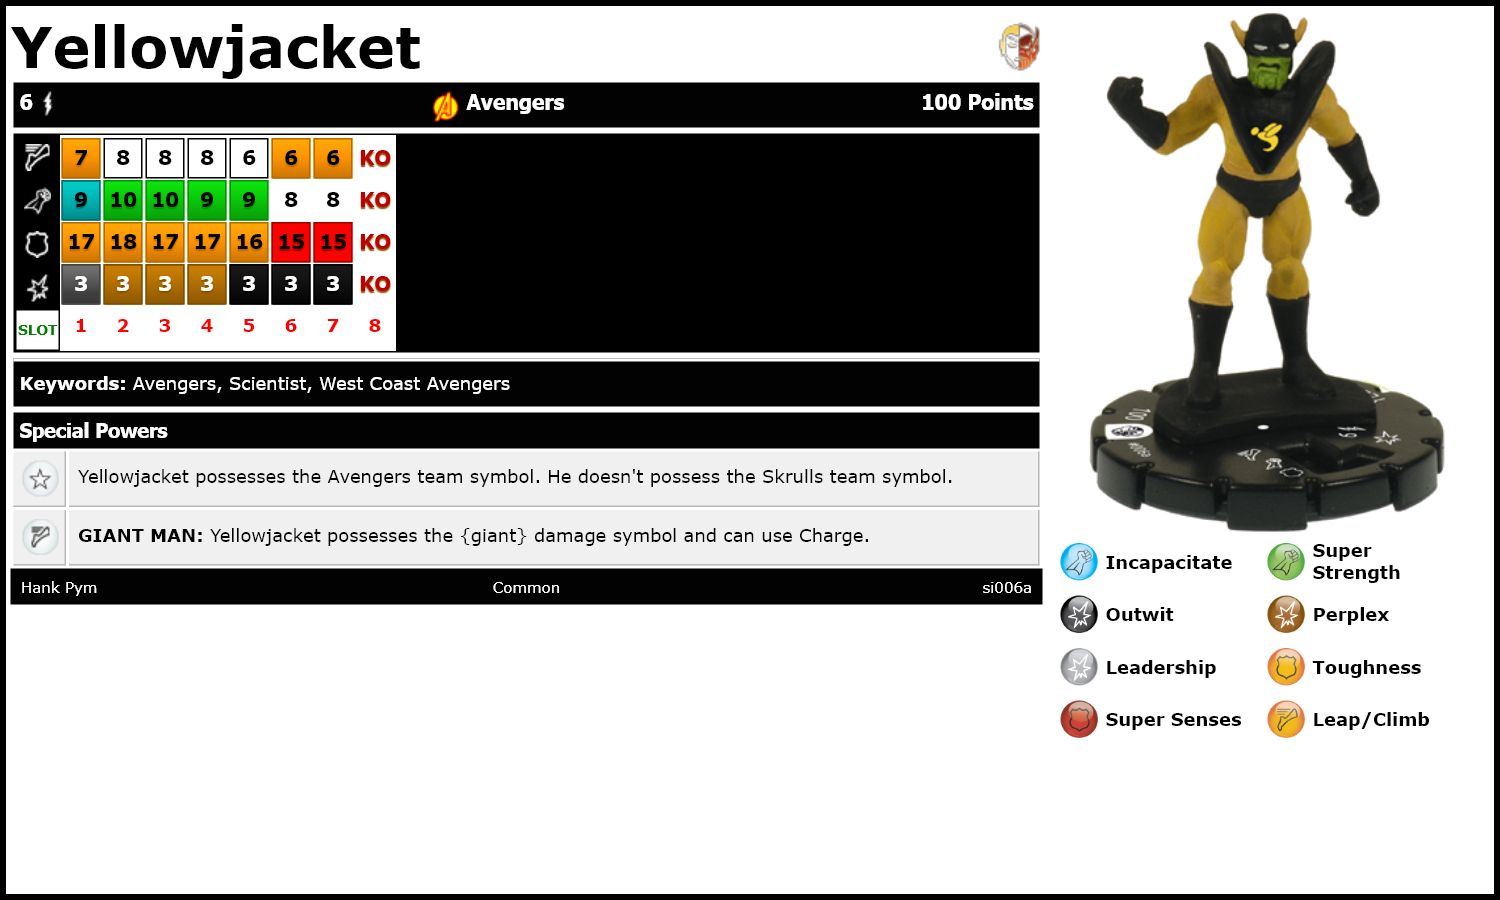 Yellowjacket
6 Avengers 100 Points
7 8 8 8 6 6 6 KO
9 10 10 9 9 8 8 KO
17 18 17 17 16 15 15 KO
3 3 3 3 3 3 3 KO
SLOT 1 2 3 4 5 6 7 8
Keywords: Avengers, Scientist, West Coast Avengers
Special Powers
Yellowjacket possesses the Avengers team symbol. He doesn't possess the Skrulls team symbol.
GIANT MAN: Yellowjacket possesses the {giant} damage symbol and can use Charge.
Hank Pym Common si006a
100
#006a
6
Incapacitate
Super
Strength
Outwit
Perplex
Leadership
Toughness
Super Senses
Leap/Climb